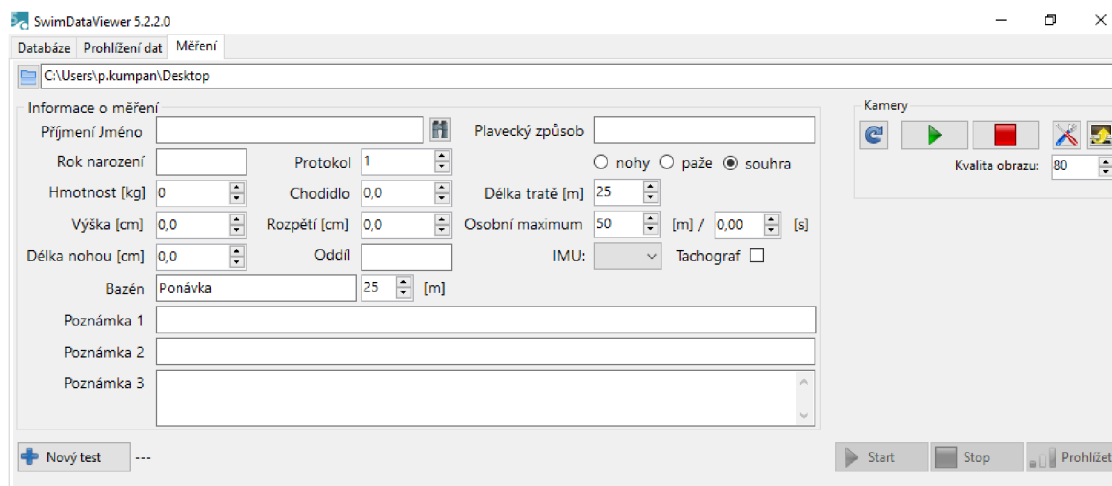 SwimDataViewer 5.2.2.0
Databáze Prohlížení dat Měření
C:\Users\p.kumpan\Desktop
Informace o měření
Příjmení Jméno Plavecký způsob
Rok narození Protokol 1 nohy paže souhra
Hmotnost [kg] 0 Chodidlo 0,0 Délka tratě [m] 25
Výška [cm] 0,0 Rozpětí [cm] 0,0 Osobní maximum 50 [m] / 0,00 [s]
Délka nohou [cm] 0,0 Oddíl IMU: Tachograf
Bazén Ponávka 25 [m]
Poznámka 1
Poznámka 2
Poznámka 3
Kamery
Kvalita obrazu: 80
Nový test ---
Start Stop Prohlížet